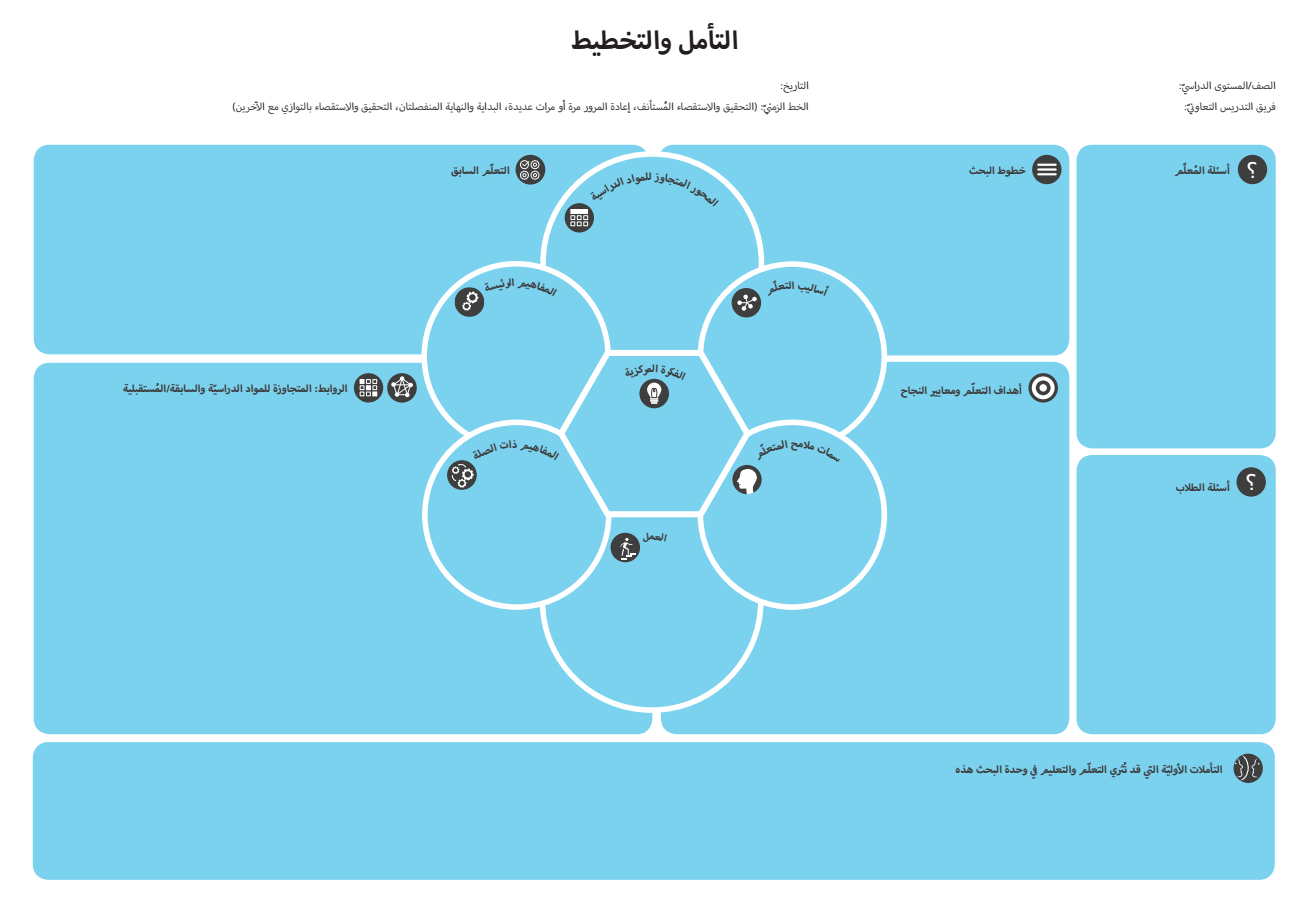 التأمل والتخطيط
الصف/المستوى الدراسيّ:
التاريخ:
فريق التدريس التعاونيّ:
الخط الزمنيّ: (التحقيق والاستقصاء المُستأنف، إعادة المرور مرة أو مرات عديدة، البداية والنهاية المنفصلتان، التحقيق والاستقصاء بالتوازي مع الآخرين)
أسئلة المُعلِّم
خطوط البحث
التعلّم السابق
المحور المتجاوز للمواد الدراسية
أساليب التعلّم
المفاهيم الرئيسة
الفكرة المركزية
أهداف التعلّم ومعايير النجاح
الروابط: المتجاوزة للمواد الدراسيّة والسابقة/المُستقبلية
سمات ملامح المتعلّم
المفاهيم ذات الصلة
أسئلة الطلاب
العمل
التأملات الأوليّة التي قد تُثري التعلّم والتعليم في وحدة البحث هذه